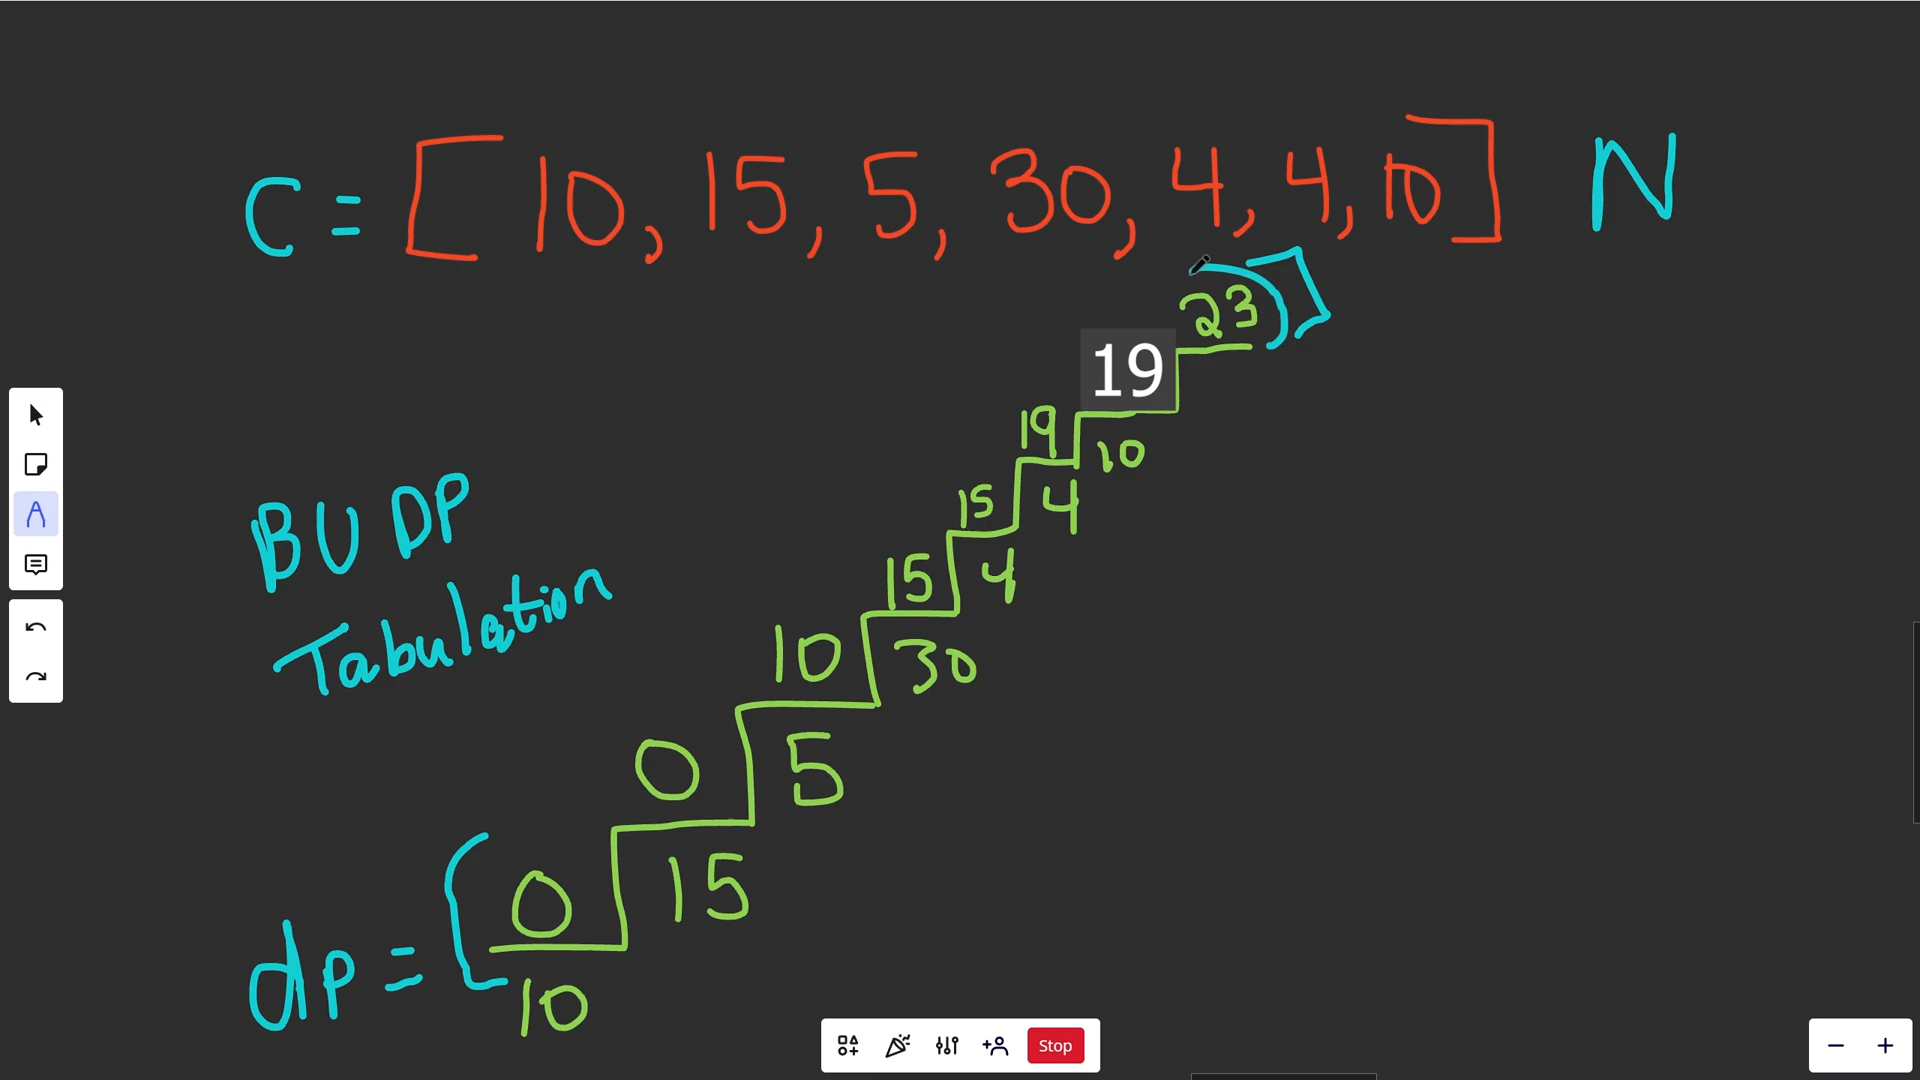 C = [ 10, 15, 5, 30, 4, 4, 10 ] N
23
19
19 10
15 4
BU DP
15 4
Tabulation
10 30
0 5
0 15
dp =
10
Stop